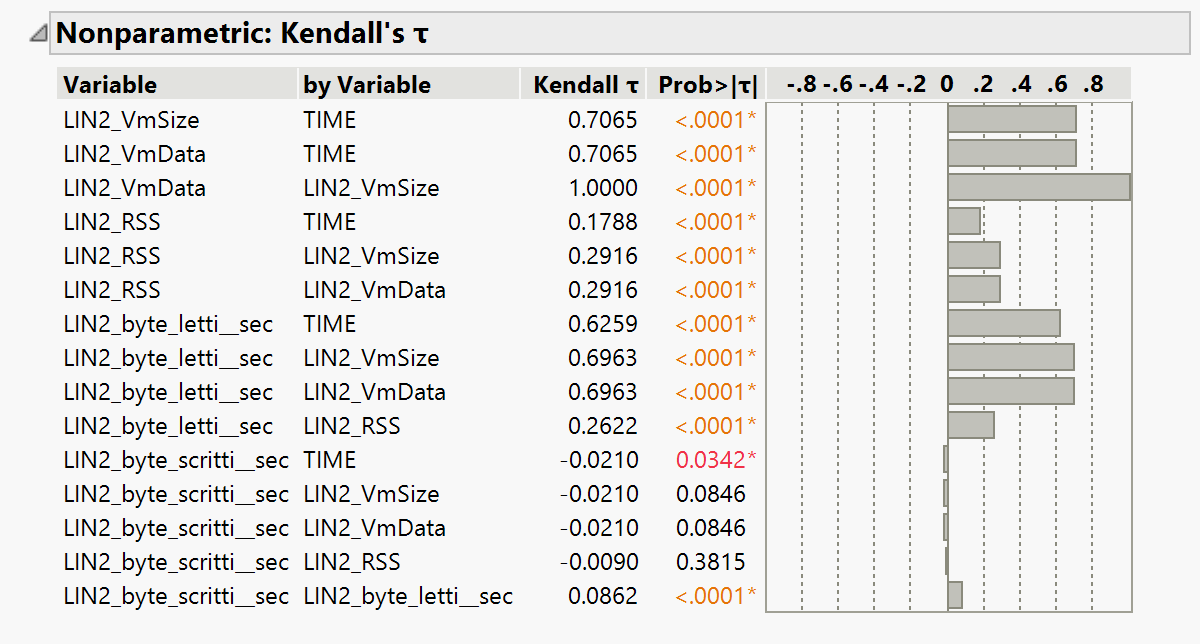 Nonparametric: Kendall's τ
Variable by Variable Kendall τ Prob>|τ| -.8 -.6 -.4 -.2 0 .2 .4 .6 .8
LIN2_VmSize TIME 0.7065 <.0001*
LIN2_VmData TIME 0.7065 <.0001*
LIN2_VmData LIN2_VmSize 1.0000 <.0001*
LIN2_RSS TIME 0.1788 <.0001*
LIN2_RSS LIN2_VmSize 0.2916 <.0001*
LIN2_RSS LIN2_VmData 0.2916 <.0001*
LIN2_byte_letti__sec TIME 0.6259 <.0001*
LIN2_byte_letti__sec LIN2_VmSize 0.6963 <.0001*
LIN2_byte_letti__sec LIN2_VmData 0.6963 <.0001*
LIN2_byte_letti__sec LIN2_RSS 0.2622 <.0001*
LIN2_byte_scritti__sec TIME -0.0210 0.0342*
LIN2_byte_scritti__sec LIN2_VmSize -0.0210 0.0846
LIN2_byte_scritti__sec LIN2_VmData -0.0210 0.0846
LIN2_byte_scritti__sec LIN2_RSS -0.0090 0.3815
LIN2_byte_scritti__sec LIN2_byte_letti__sec 0.0862 <.0001*